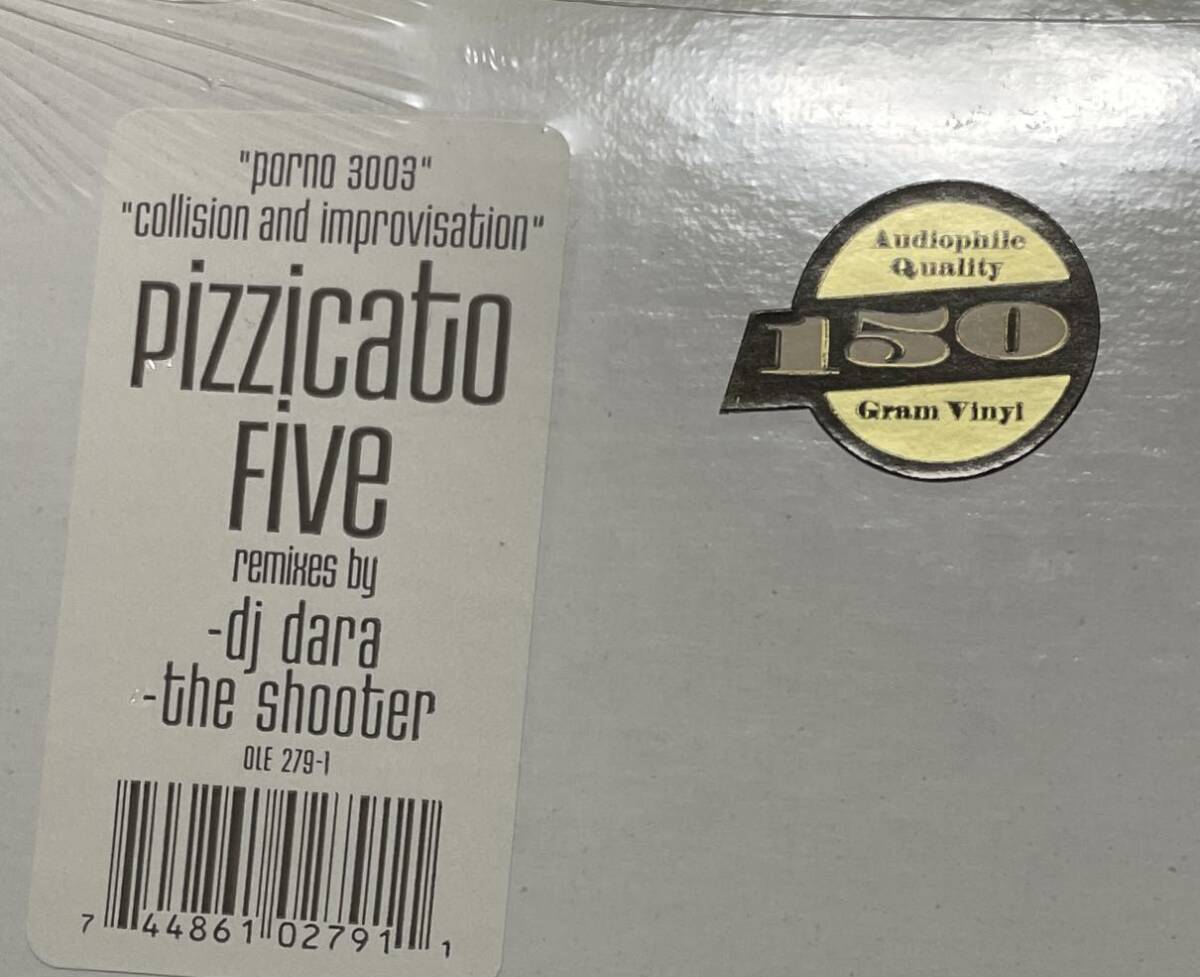 "porno 3003"
"collision and improvisation"
pizzicato
Five
remixes by
-dj dara
-the shooter
OLE 279-1
7 44861 02791 1
Audiophile
Quality
150
Gram Vinyl